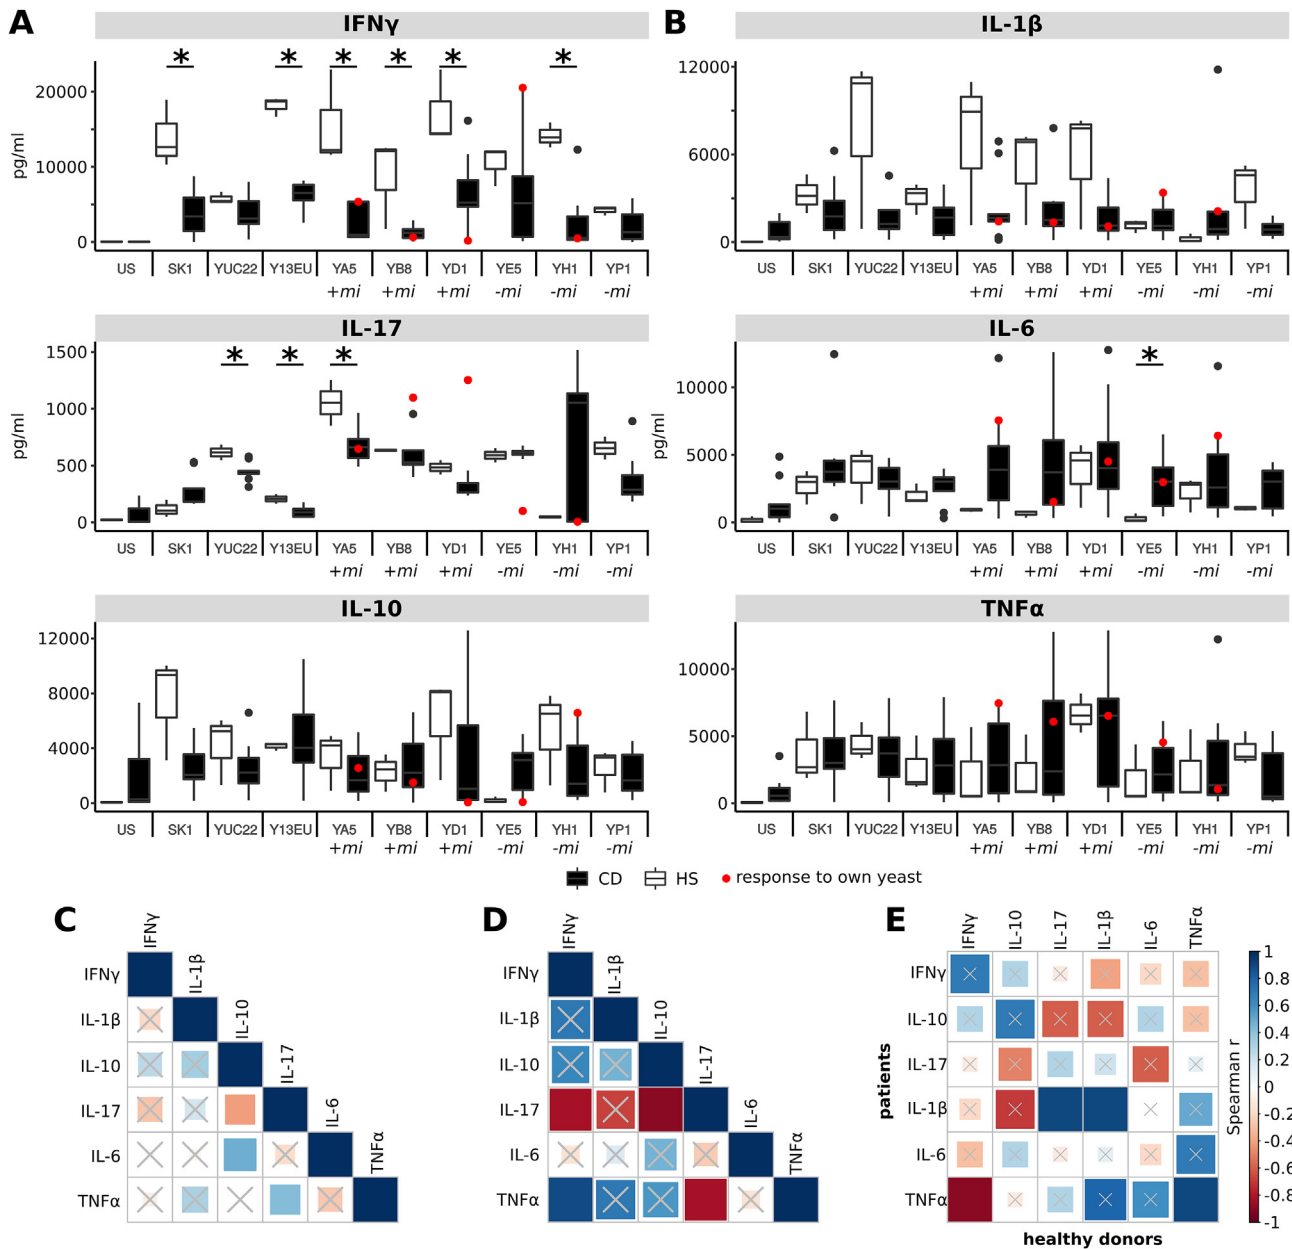 A
IFNγ
* * * * * *
20000
10000
0
pg/ml
US SK1 YUC22 Y13EU YA5 YB8 YD1 YE5 YH1 YP1
+mi +mi +mi -mi -mi -mi
IL-17
* * *
1500
1000
500
0
pg/ml
US SK1 YUC22 Y13EU YA5 YB8 YD1 YE5 YH1 YP1
+mi +mi +mi -mi -mi -mi
IL-10
12000
8000
4000
0
US SK1 YUC22 Y13EU YA5 YB8 YD1 YE5 YH1 YP1
+mi +mi +mi -mi -mi -mi
B
IL-1β
12000
6000
0
US SK1 YUC22 Y13EU YA5 YB8 YD1 YE5 YH1 YP1
+mi +mi +mi -mi -mi -mi
IL-6
*
10000
5000
0
pg/ml
US SK1 YUC22 Y13EU YA5 YB8 YD1 YE5 YH1 YP1
+mi +mi +mi -mi -mi -mi
TNFα
10000
5000
0
US SK1 YUC22 Y13EU YA5 YB8 YD1 YE5 YH1 YP1
+mi +mi +mi -mi -mi -mi
CD HS response to own yeast
C
IFNγ
IL-1β
IL-10
IL-17
IL-6
TNFα
IFNγ
IL-1β
IL-10
IL-17
IL-6
TNFα
D
IFNγ
IL-1β
IL-10
IL-17
IL-6
TNFα
IFNγ
IL-1β
IL-10
IL-17
IL-6
TNFα
E
IFNγ
IL-10
IL-17
IL-1β
IL-6
TNFα
IFNγ
IL-10
IL-17
IL-1β
IL-6
TNFα
patients
healthy donors
Spearman r
1
0.8
0.6
0.4
0.2
0
-0.2
-0.4
-0.6
-0.8
-1